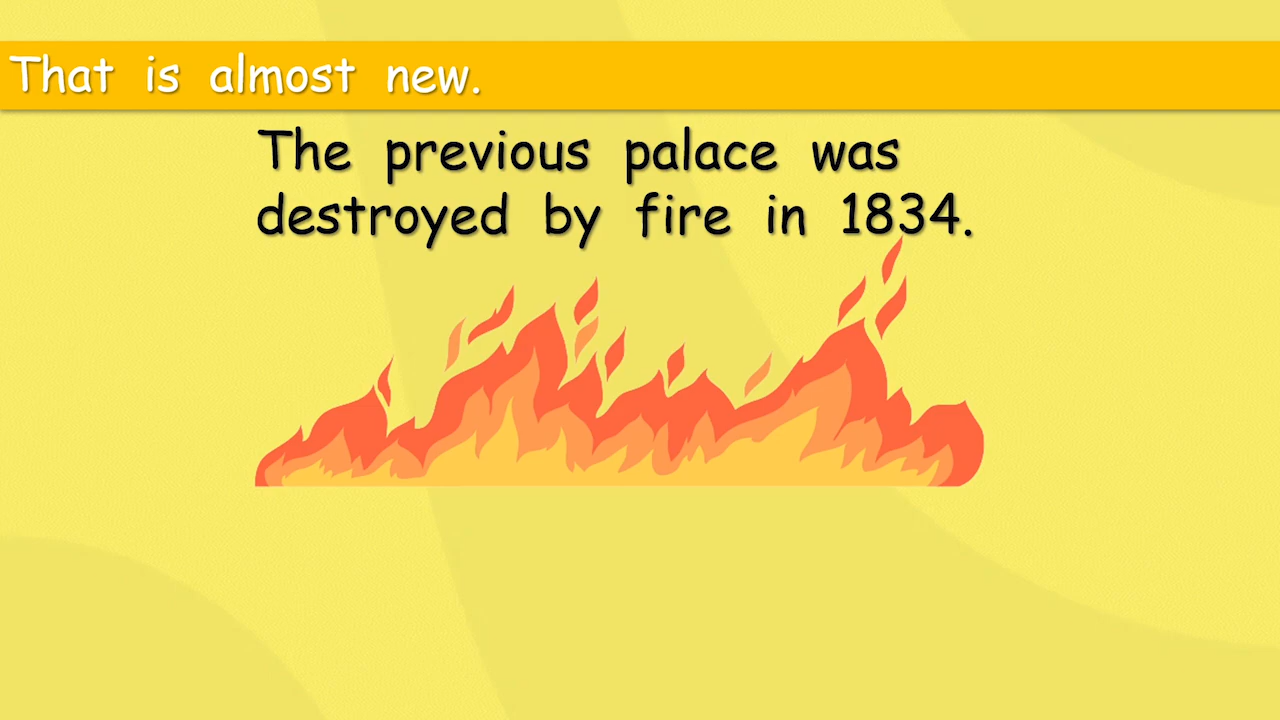 That is almost new.
The previous palace was
destroyed by fire in 1834.